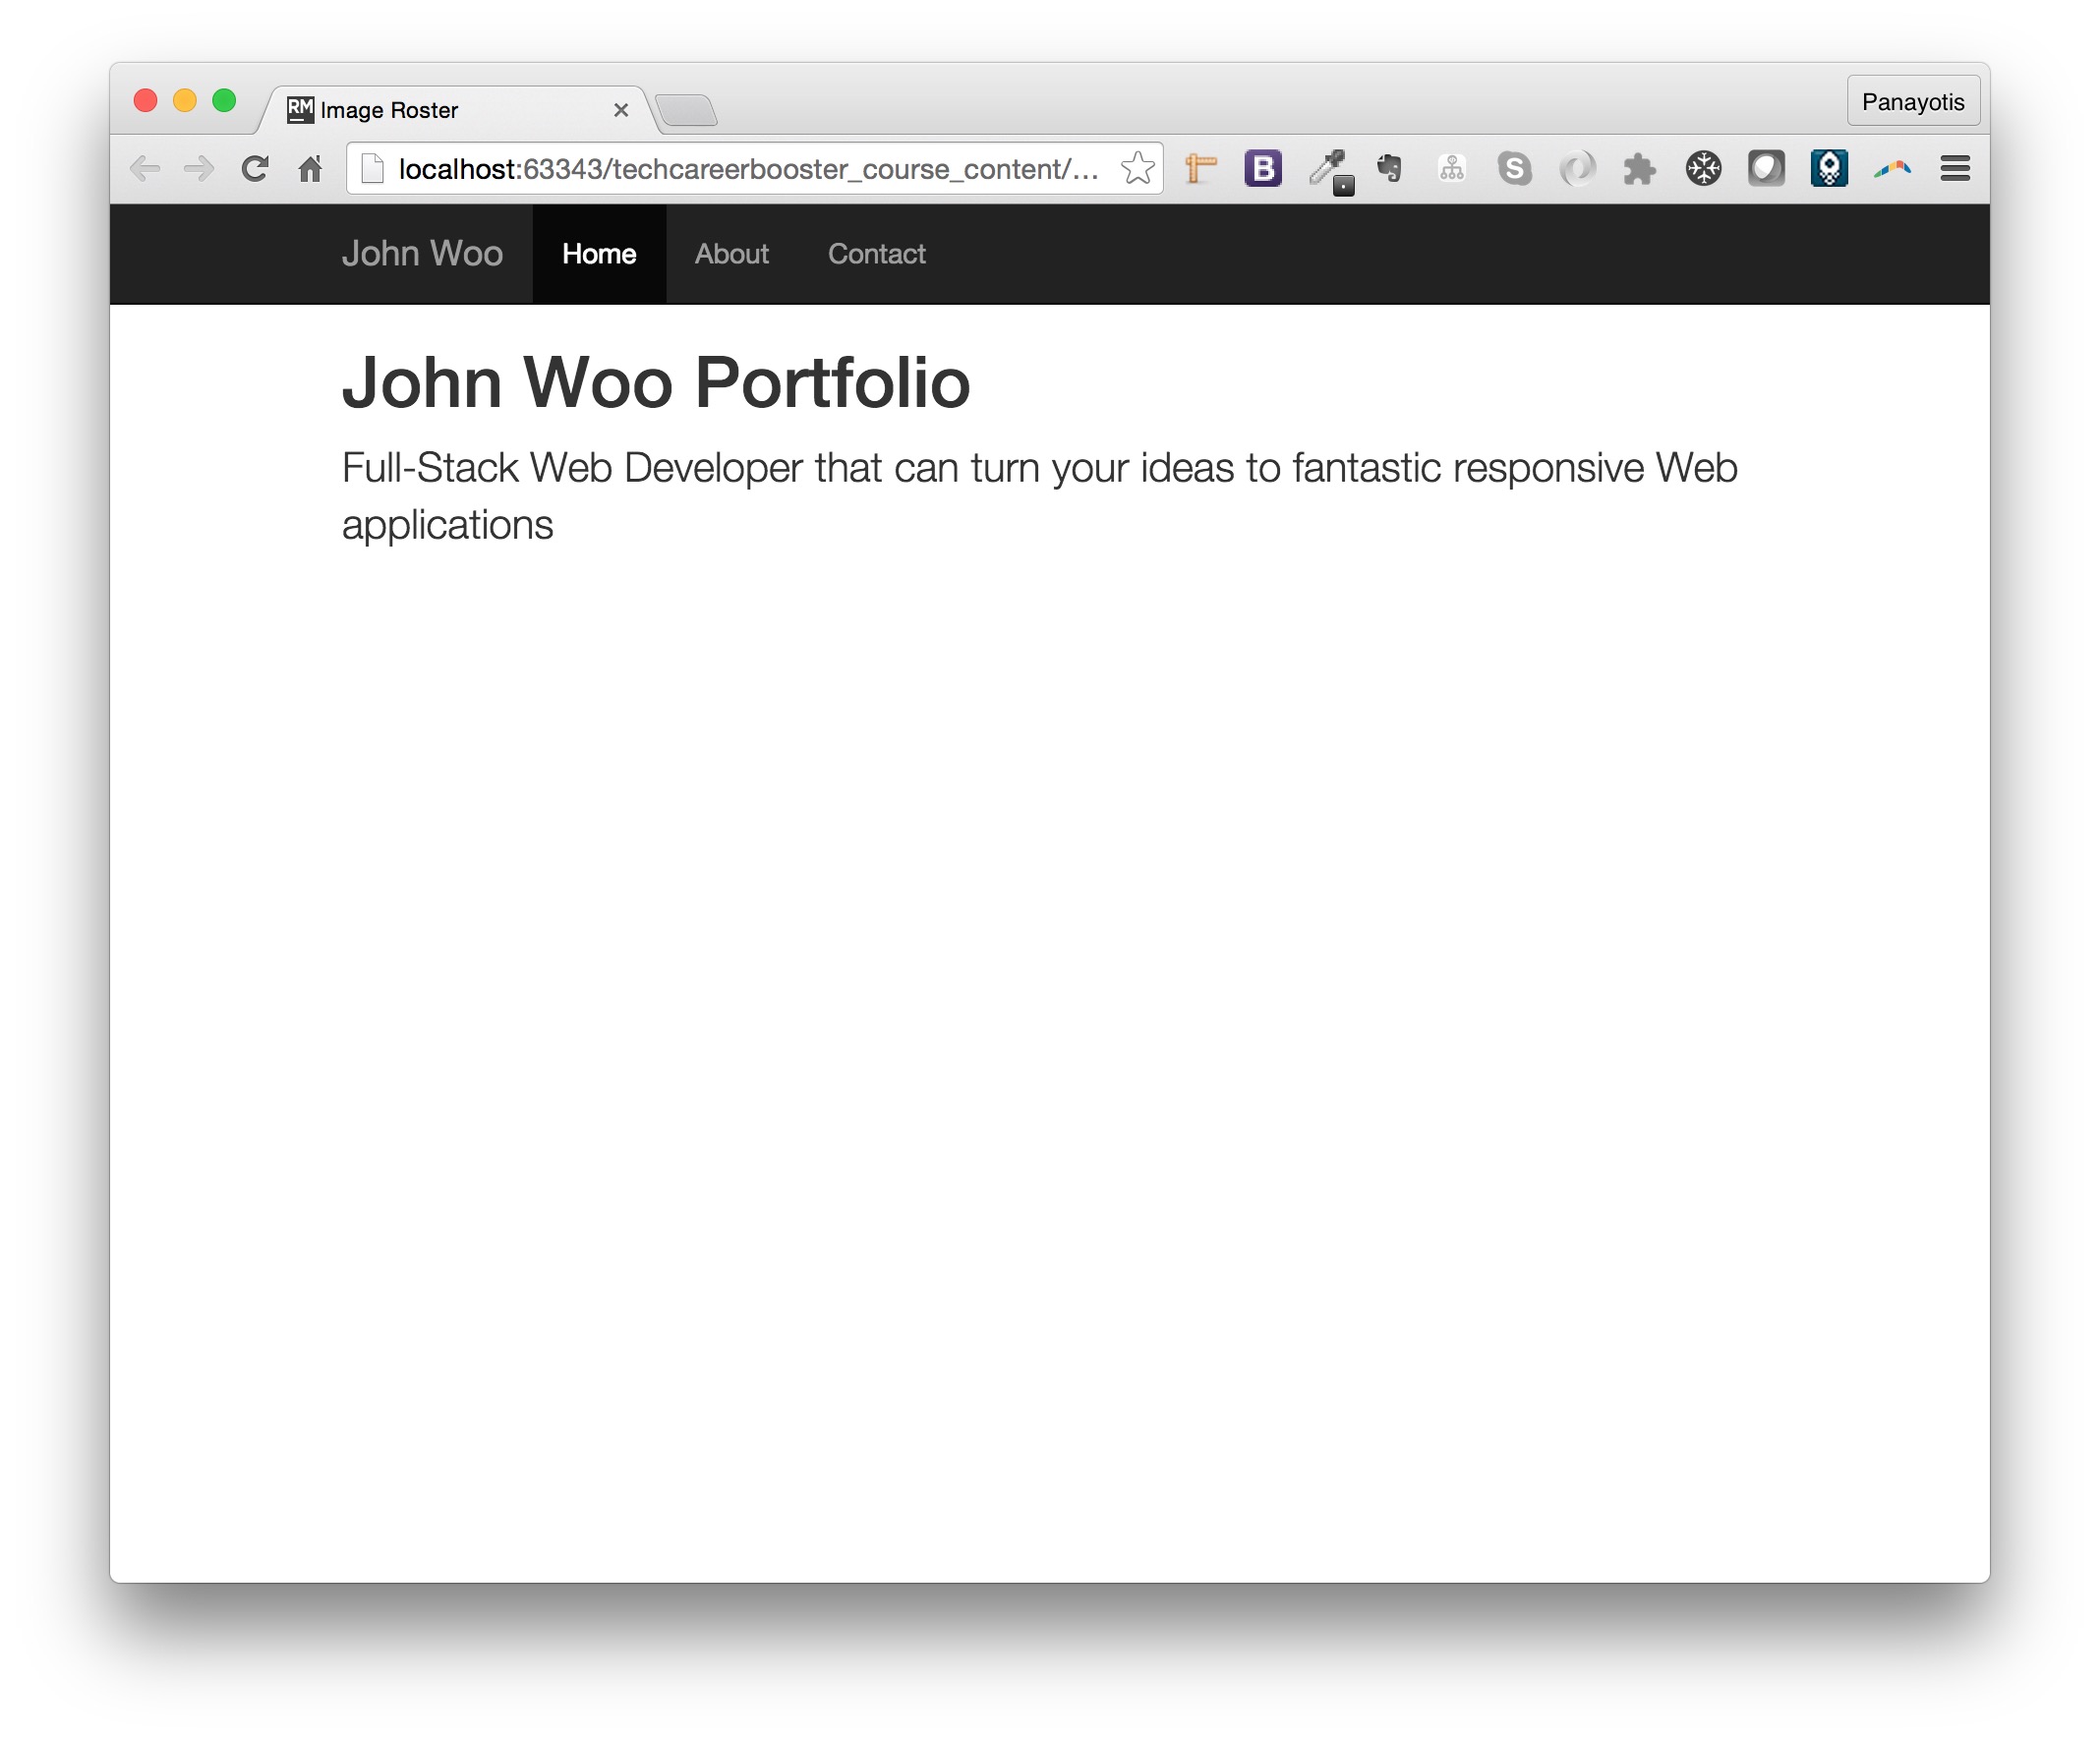 RM Image Roster
Panayotis
localhost:63343/techcareerbooster_course_content/...
B
S
John Woo Home About Contact
John Woo Portfolio
Full-Stack Web Developer that can turn your ideas to fantastic responsive Web
applications